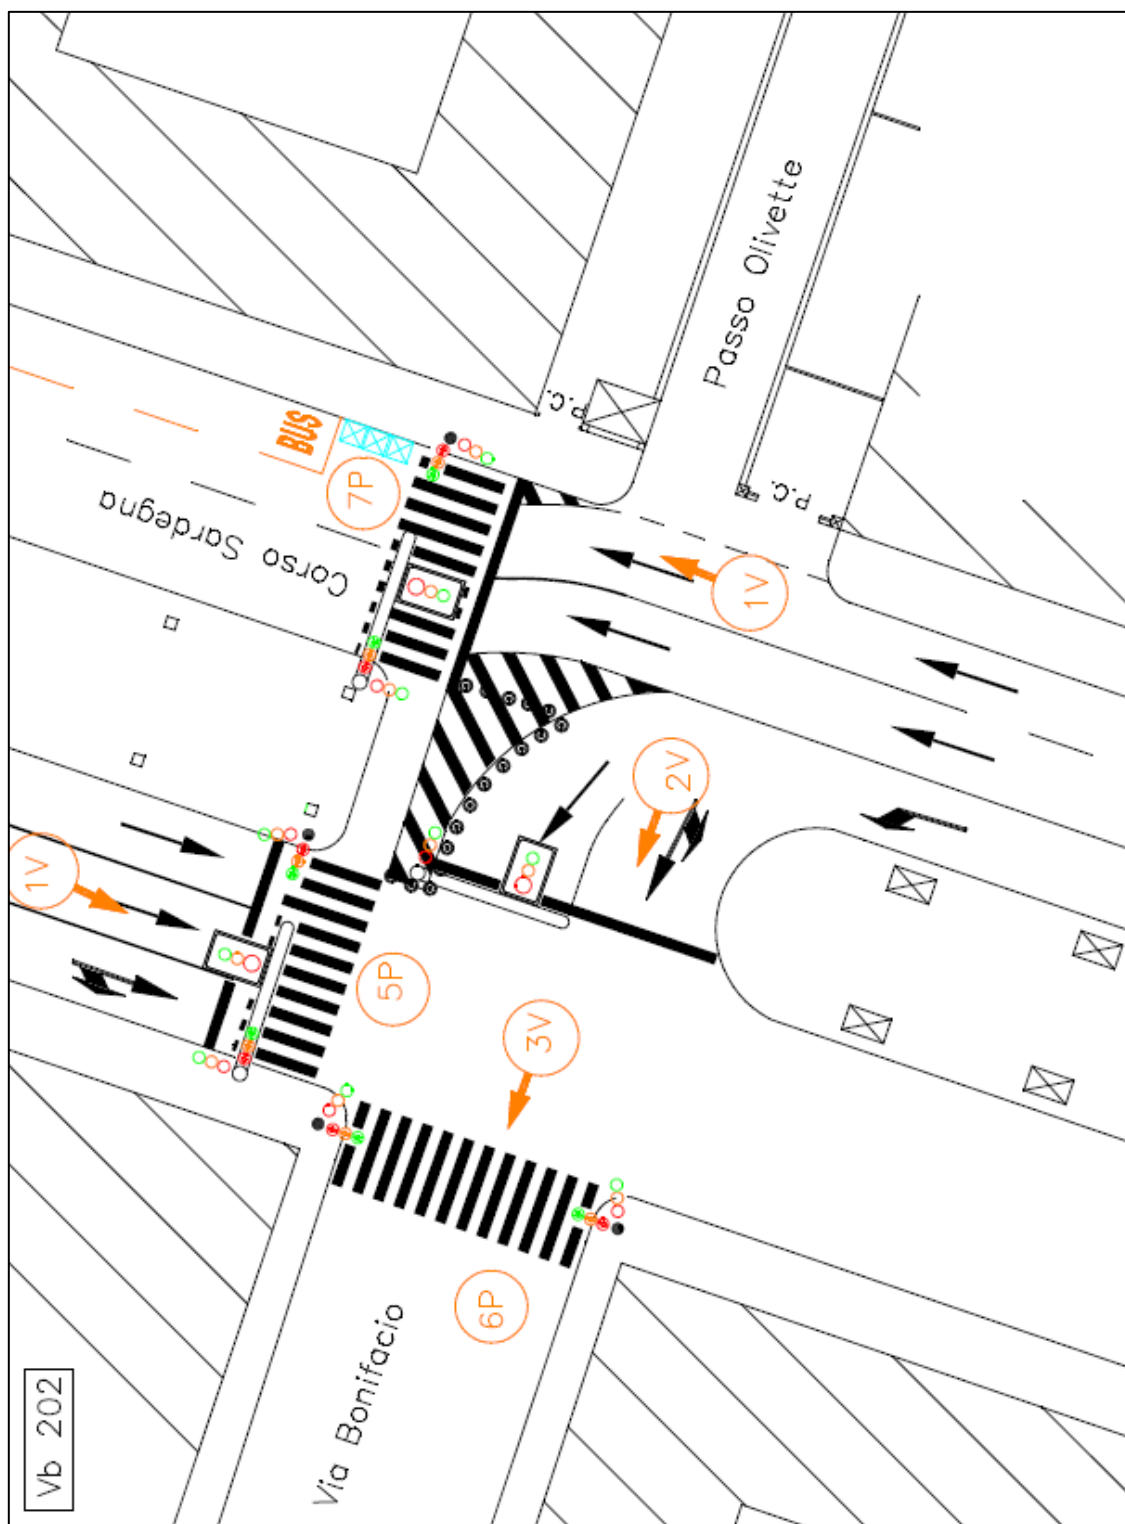 Passo Olivette
P.C.
P.C.
BUS
7P
Corso Sardegna
1V
1V
2V
5P
3V
6P
Via Bonifacio
Vb 202